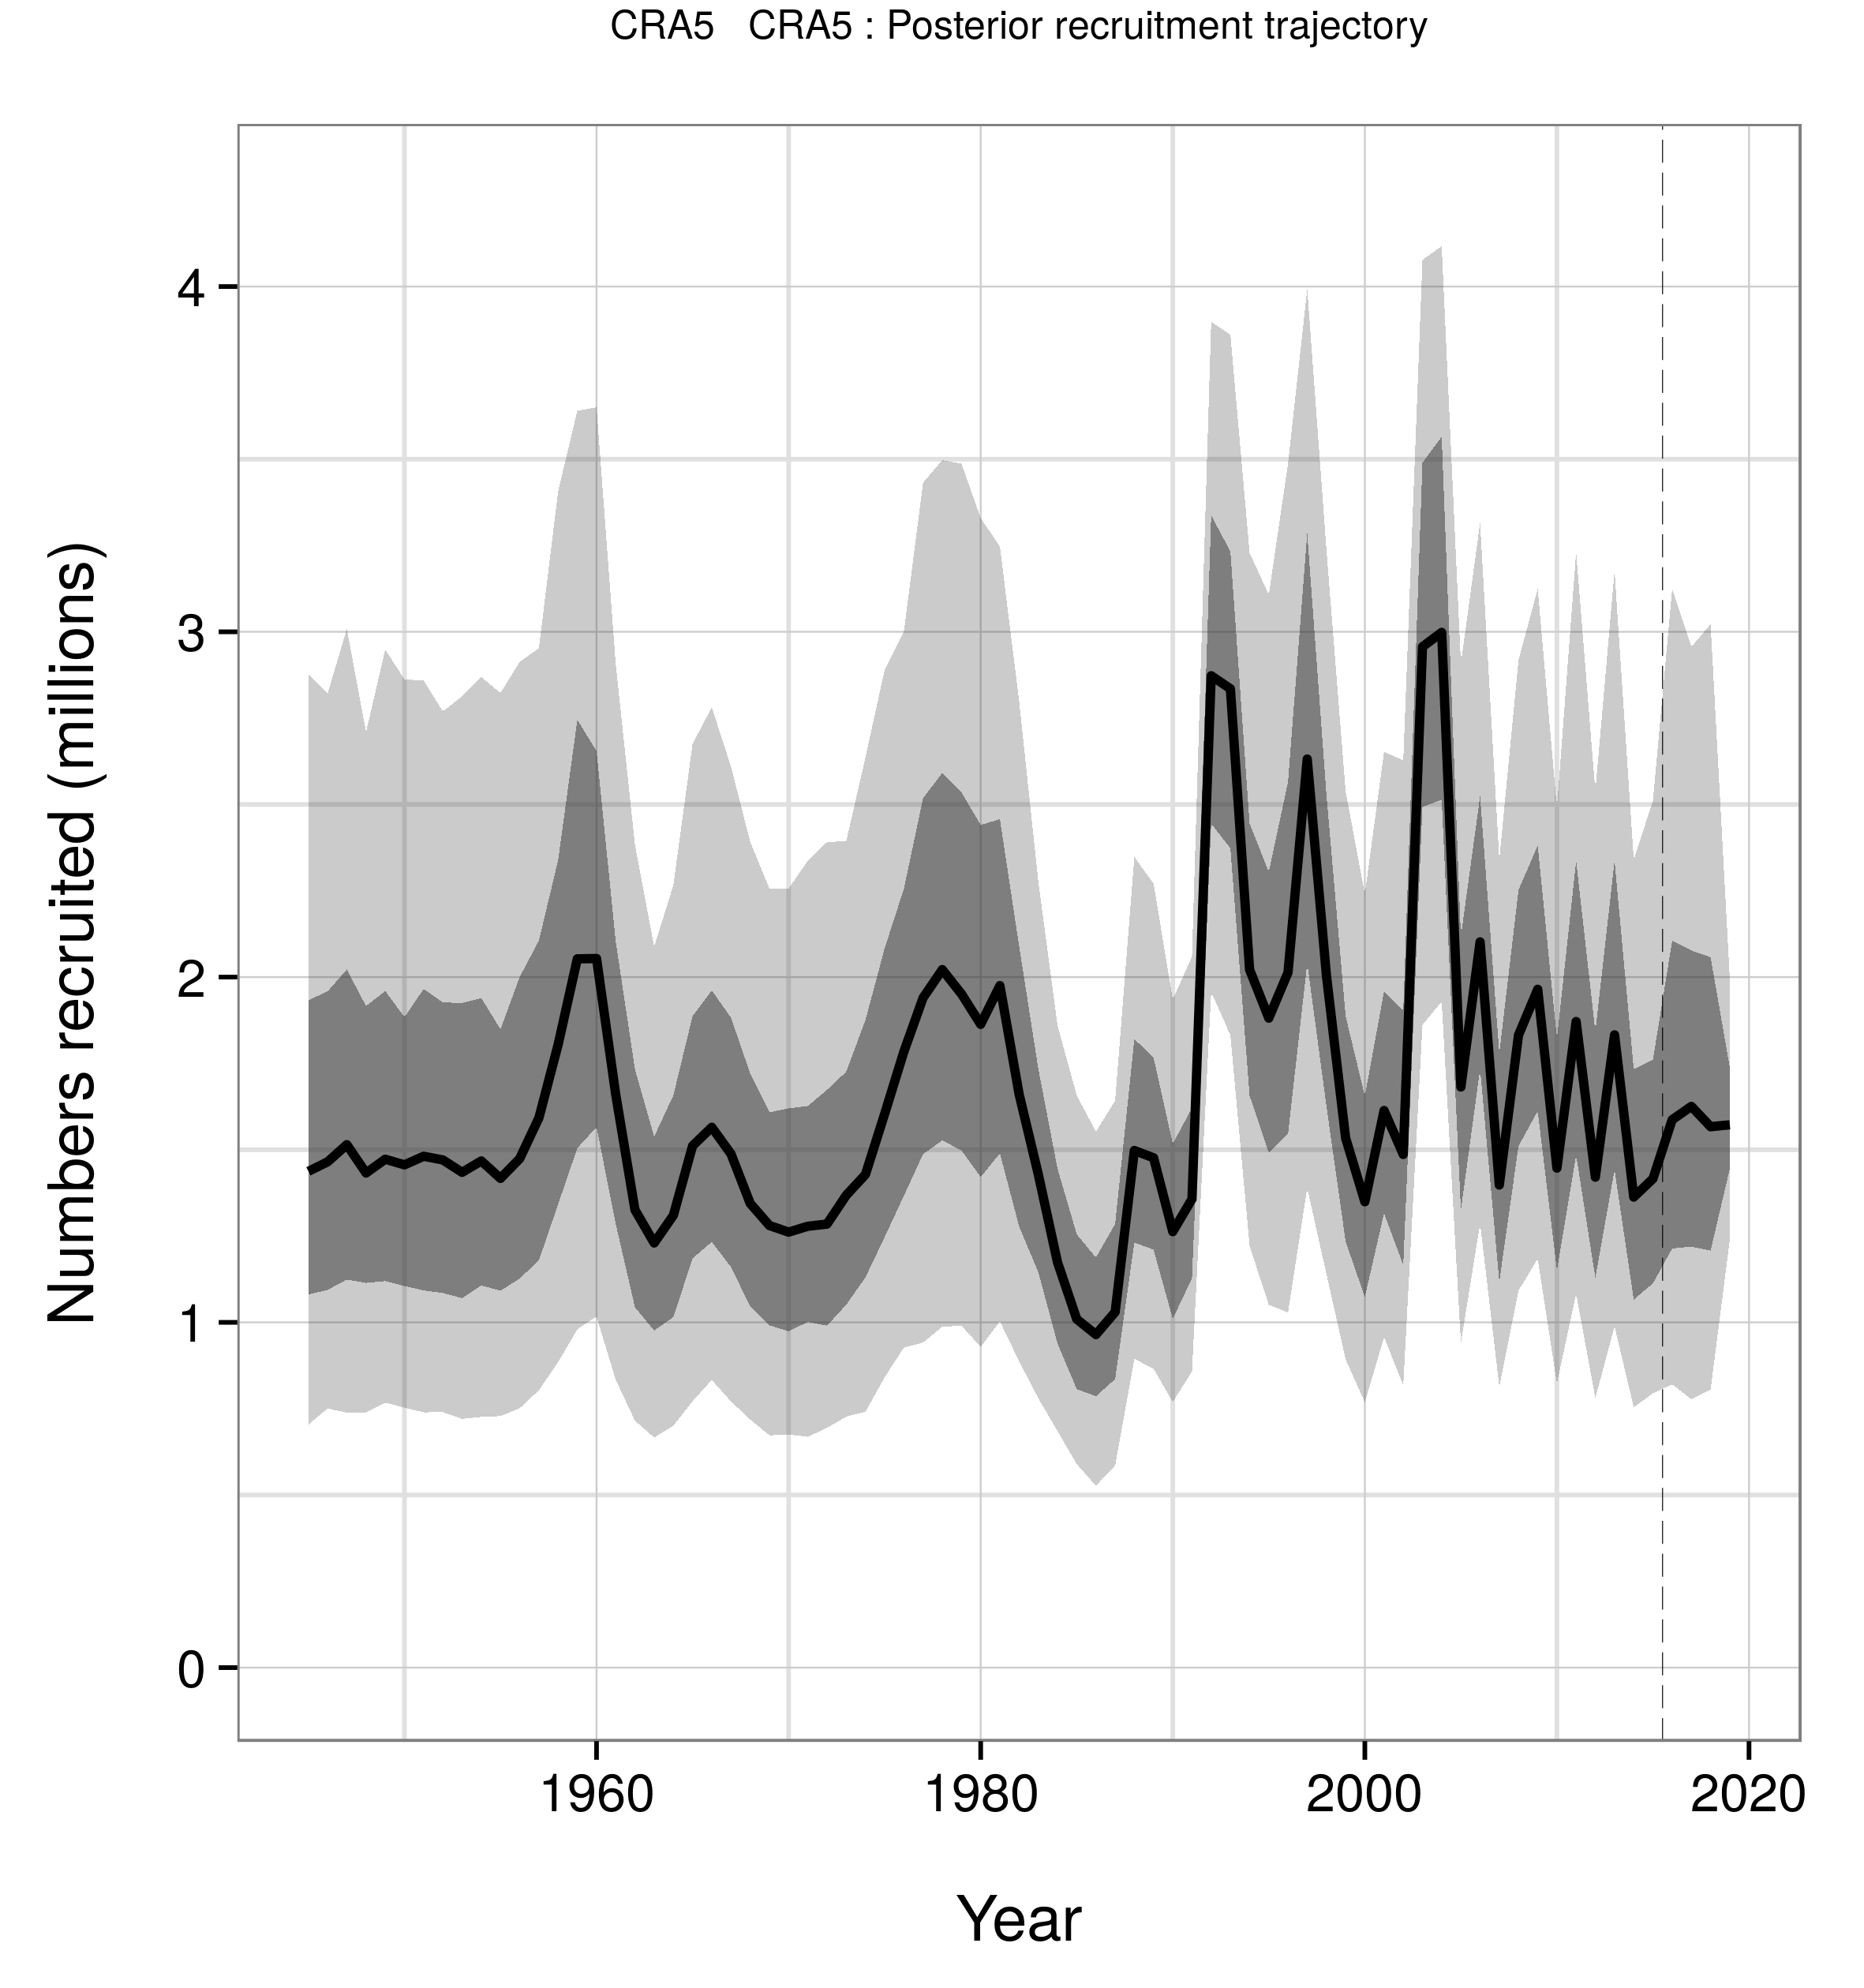 CRA5 CRA5 : Posterior recruitment trajectory
Numbers recruited (millions)
4
3
2
1
0
1960 1980 2000 2020
Year